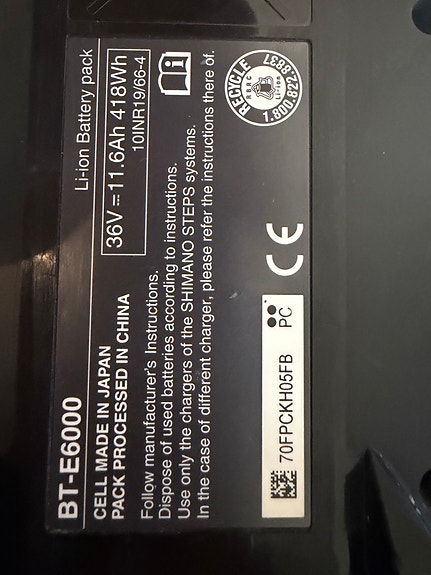 BT-E6000
Li-ion Battery pack
CELL MADE IN JAPAN
PACK PROCESSED IN CHINA
36V⎓11.6Ah 418Wh
10INR19/66-4
Follow manufacturer's Instructions.
Dispose of used batteries according to instructions.
Use only the chargers of the SHIMANO STEPS systems.
In the case of different charger, please refer the instructions there of.
70FPCKH05FB PC
CE
RECYCLE
RBRC
Li-ion
1.800.822.8837